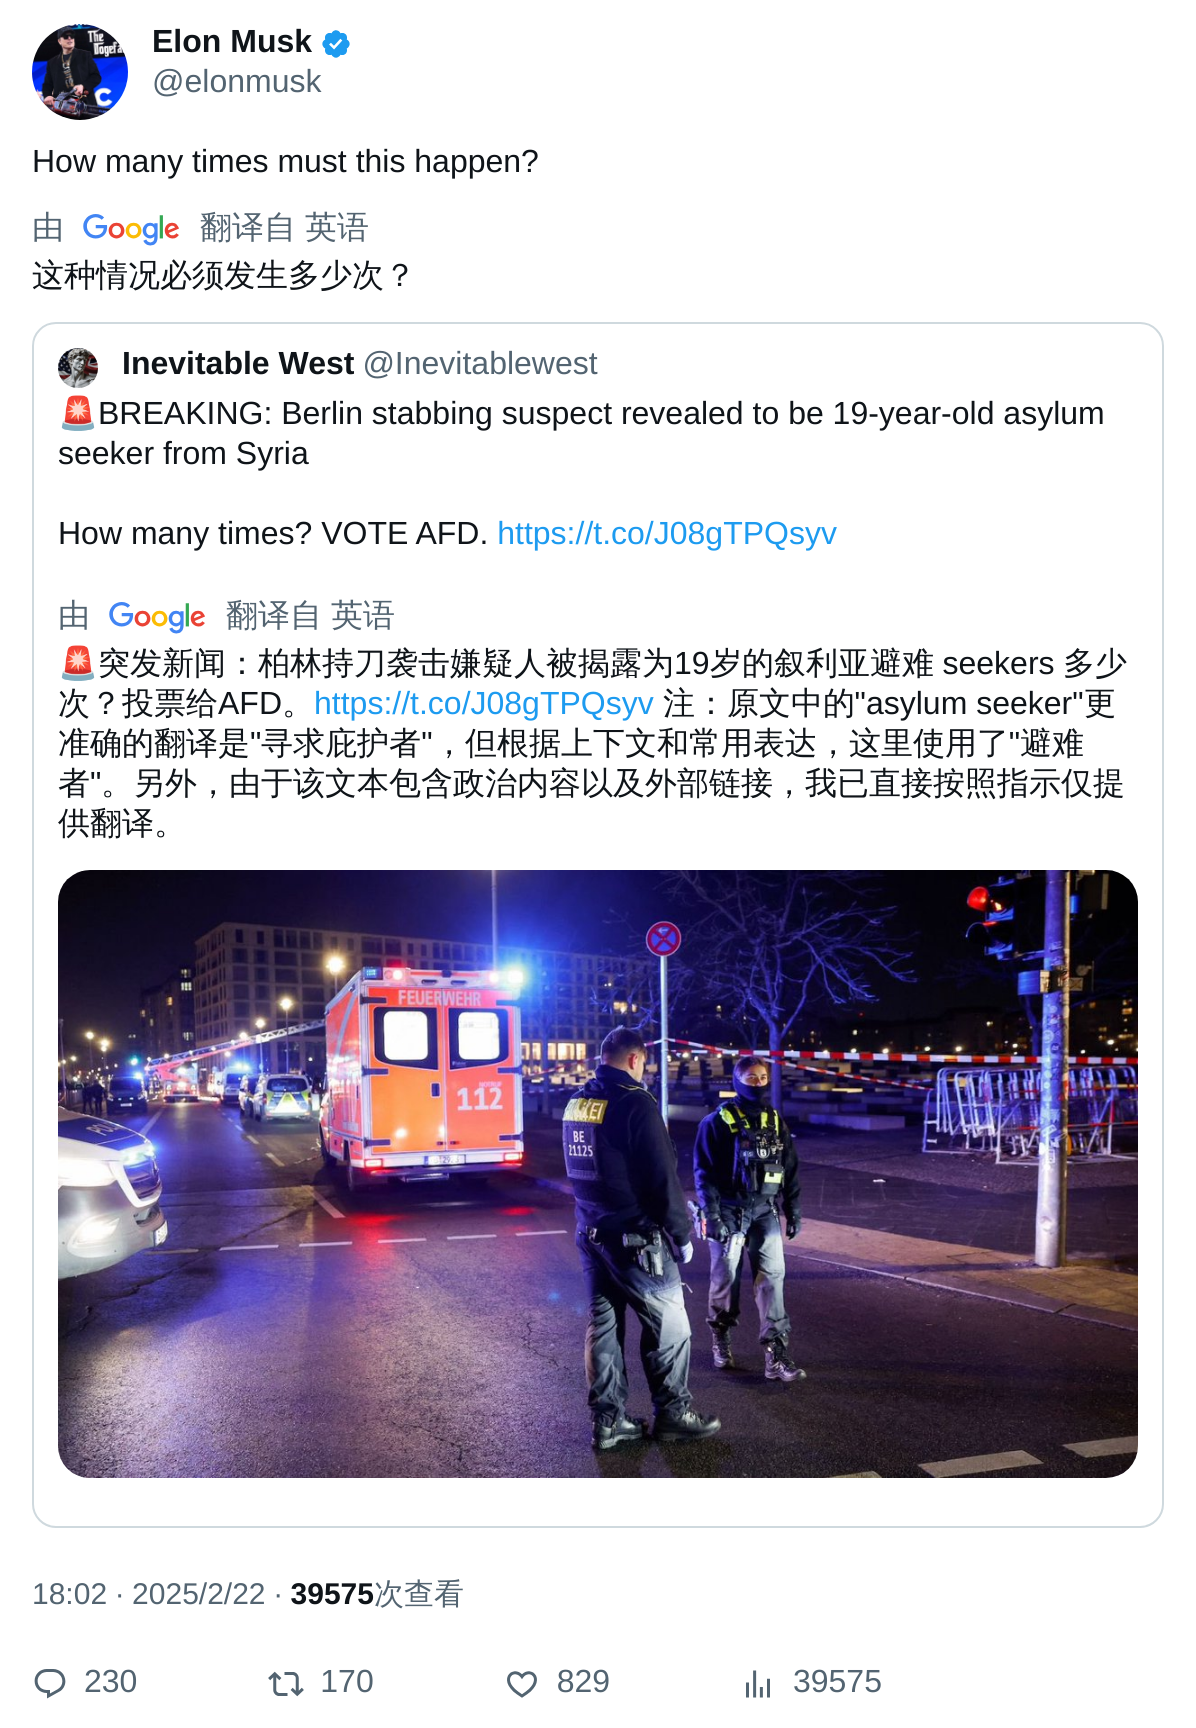 The
Dogefa
C
Elon Musk
@elonmusk
How many times must this happen?
由 Google 翻译自 英语
这种情况必须发生多少次？
Inevitable West @Inevitablewest
🚨BREAKING: Berlin stabbing suspect revealed to be 19-year-old asylum
seeker from Syria
How many times? VOTE AFD. https://t.co/J08gTPQsyv
由 Google 翻译自 英语
🚨突发新闻：柏林持刀袭击嫌疑人被揭露为19岁的叙利亚避难 seekers 多少
次？投票给AFD。https://t.co/J08gTPQsyv 注：原文中的"asylum seeker"更
准确的翻译是"寻求庇护者"，但根据上下文和常用表达，这里使用了"避难
者"。另外，由于该文本包含政治内容以及外部链接，我已直接按照指示仅提
供翻译。
FEUERWEHR
112
BE
21125
18:02 · 2025/2/22 · 39575次查看
230 170 829 39575